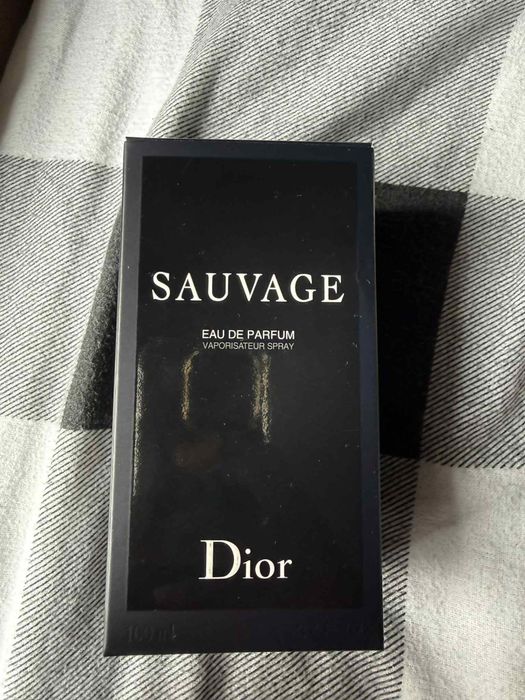 SAUVAGE
EAU DE PARFUM
VAPORISATEUR SPRAY
Dior